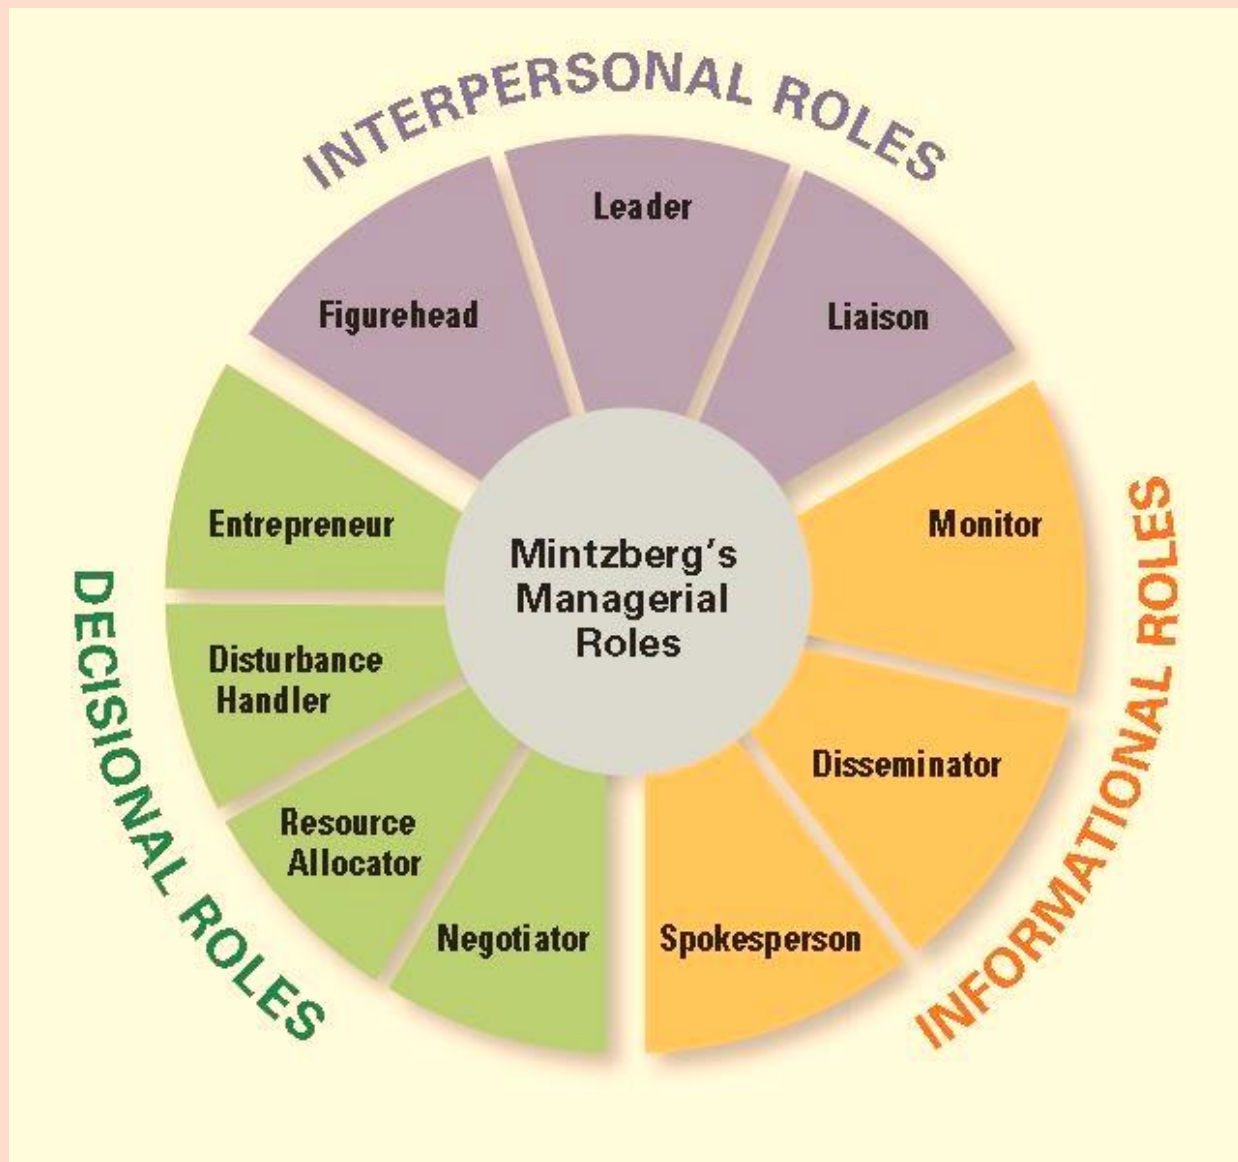 INTERPERSONAL ROLES
Figurehead
Leader
Liaison
Mintzberg's
Managerial
Roles
DECISIONAL ROLES
Entrepreneur
Disturbance
Handler
Resource
Allocator
Negotiator
INFORMATIONAL ROLES
Monitor
Disseminator
Spokesperson